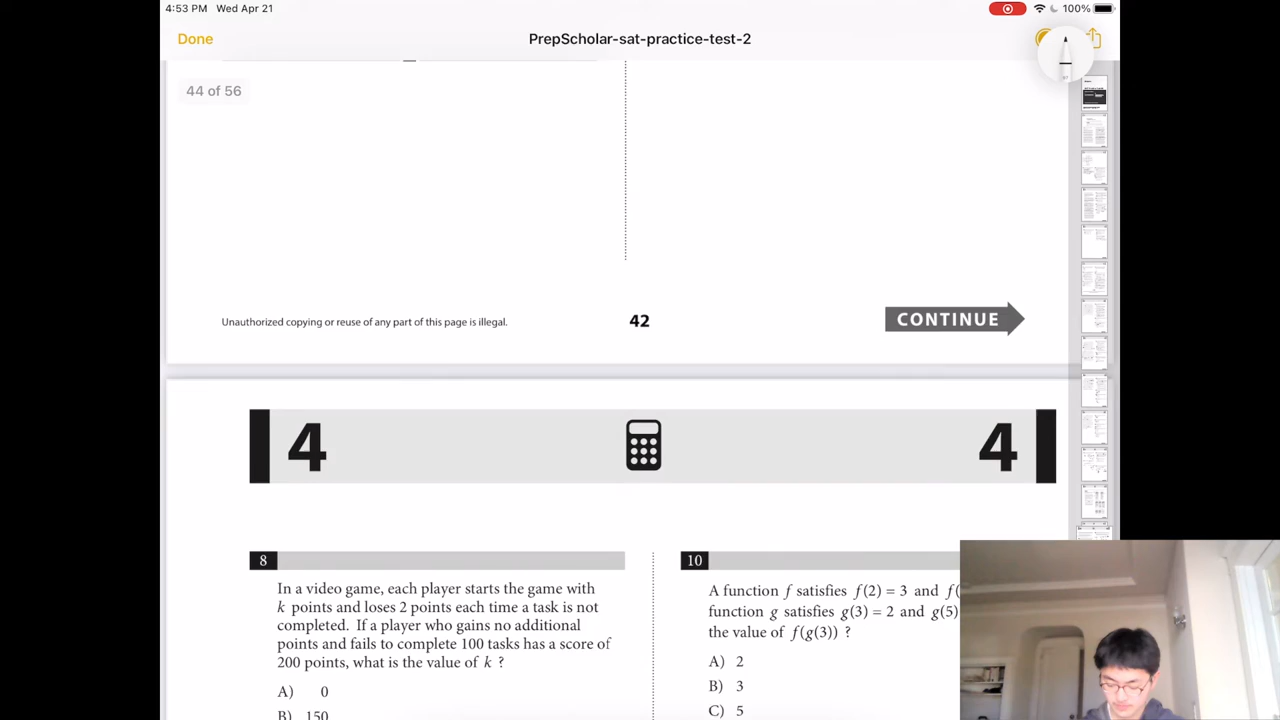 4:53 PM Wed Apr 21
100%
Done
PrepScholar-sat-practice-test-2
44 of 56
Unauthorized copying or reuse of any part of this page is illegal.
42
CONTINUE
4
4
8
In a video game, each player starts the game with
k points and loses 2 points each time a task is not
completed. If a player who gains no additional
points and fails to complete 100 tasks has a score of
200 points, what is the value of k ?
A) 0
B) 150
10
A function f satisfies f(2) = 3 and f(
function g satisfies g(3) = 2 and g(5)
the value of f(g(3)) ?
A) 2
B) 3
C) 5